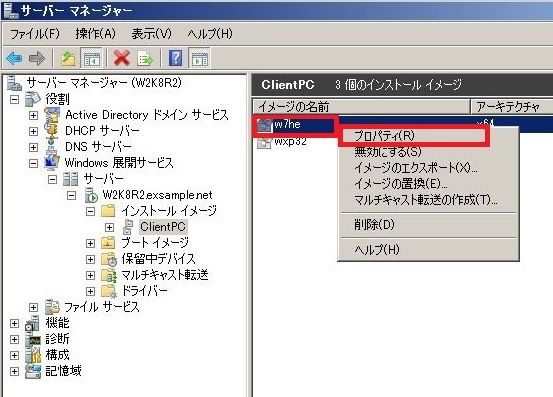 サーバー マネージャー
ファイル(F) 操作(A) 表示(V) ヘルプ(H)
サーバー マネージャー (W2K8R2)
役割
Active Directory ドメイン サービス
DHCP サーバー
DNS サーバー
Windows 展開サービス
サーバー
W2K8R2.exsample.net
インストール イメージ
ClientPC
ブート イメージ
保留中デバイス
マルチキャスト転送
ドライバー
ファイル サービス
機能
診断
構成
記憶域
ClientPC 3 個のインストール イメージ
イメージの名前 アーキテクチャ
w7he x64
wxp32
プロパティ(R)
無効にする(S)
イメージのエクスポート(X)...
イメージの置換(E)...
マルチキャスト転送の作成(T)...
削除(D)
ヘルプ(H)